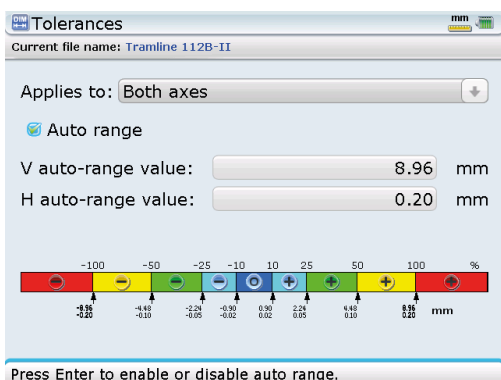 DIM
H-H
Tolerances
mm
Current file name: Tramline 112B-II
Applies to: Both axes
Auto range
V auto-range value: 8.96 mm
H auto-range value: 0.20 mm
-100 -50 -25 -10 10 25 50 100 %
-8.96 -4.48 -2.24 -0.90 0.90 2.24 4.48 8.96 mm
-0.20 -0.10 -0.05 -0.02 0.02 0.05 0.10 0.20
Press Enter to enable or disable auto range.